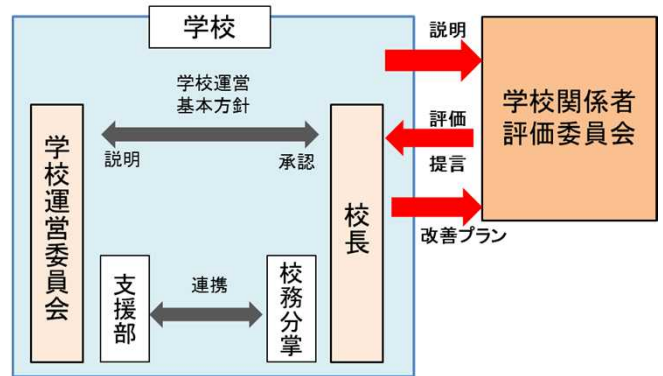 学校
学校運営
基本方針
説明
承認
学校運営委員会
支援部
連携
校務分掌
校長
説明
評価
提言
改善プラン
学校関係者
評価委員会